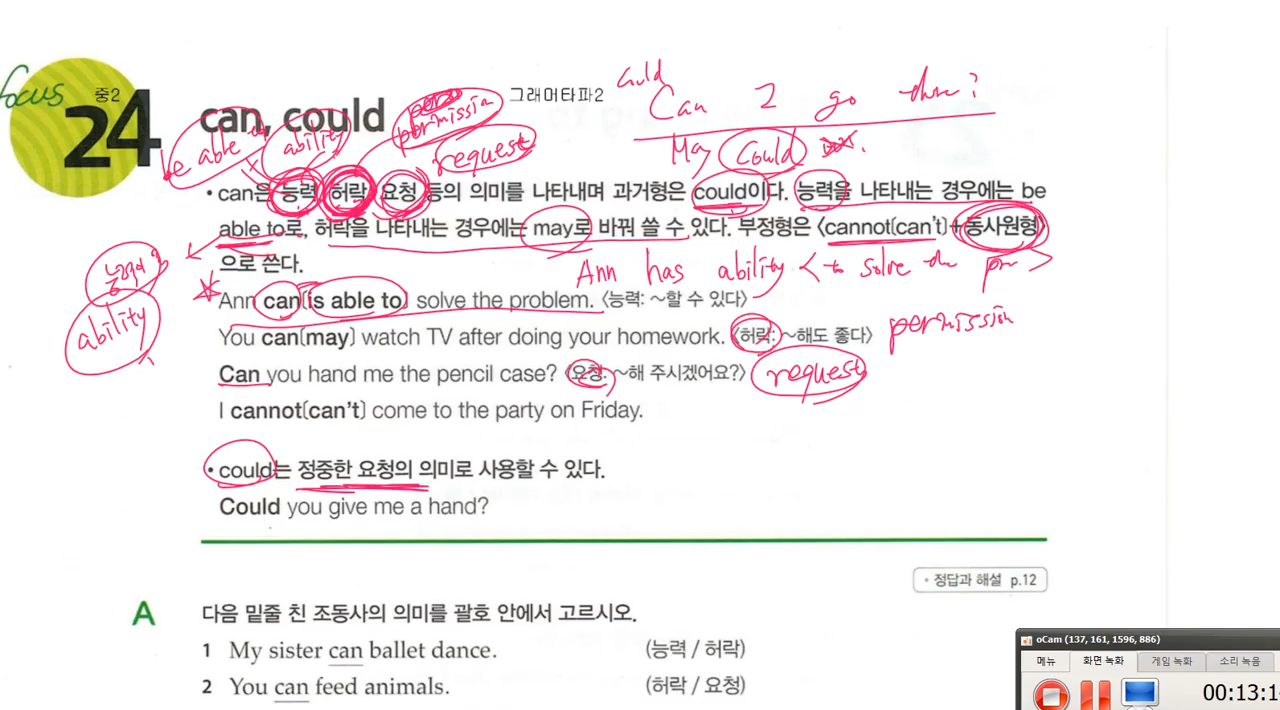 focus 중2
24
can, could 그래머타파2
Could
Can I go there?
May Could
be able to ability permission
request
• can은 능력, 허락, 요청 등의 의미를 나타내며 과거형은 could이다. 능력을 나타내는 경우에는 be
able to로, 허락을 나타내는 경우에는 may로 바꿔 쓸 수 있다. 부정형은 〈cannot(can't)+동사원형〉
으로 쓴다.
Ann has ability < to solve the >
ability
Ann can(is able to) solve the problem. 〈능력: ~할 수 있다〉
You can(may) watch TV after doing your homework. 〈허락: ~해도 좋다〉 permission
Can you hand me the pencil case? 〈요청: ~해 주시겠어요?〉 request
I cannot(can't) come to the party on Friday.
• could는 정중한 요청의 의미로 사용할 수 있다.
Could you give me a hand?
• 정답과 해설 p.12
A 다음 밑줄 친 조동사의 의미를 괄호 안에서 고르시오.
1 My sister can ballet dance. (능력 / 허락)
2 You can feed animals. (허락 / 요청)
oCam (137, 161, 1596, 886)
메뉴 화면 녹화 게임 녹화 소리 녹음